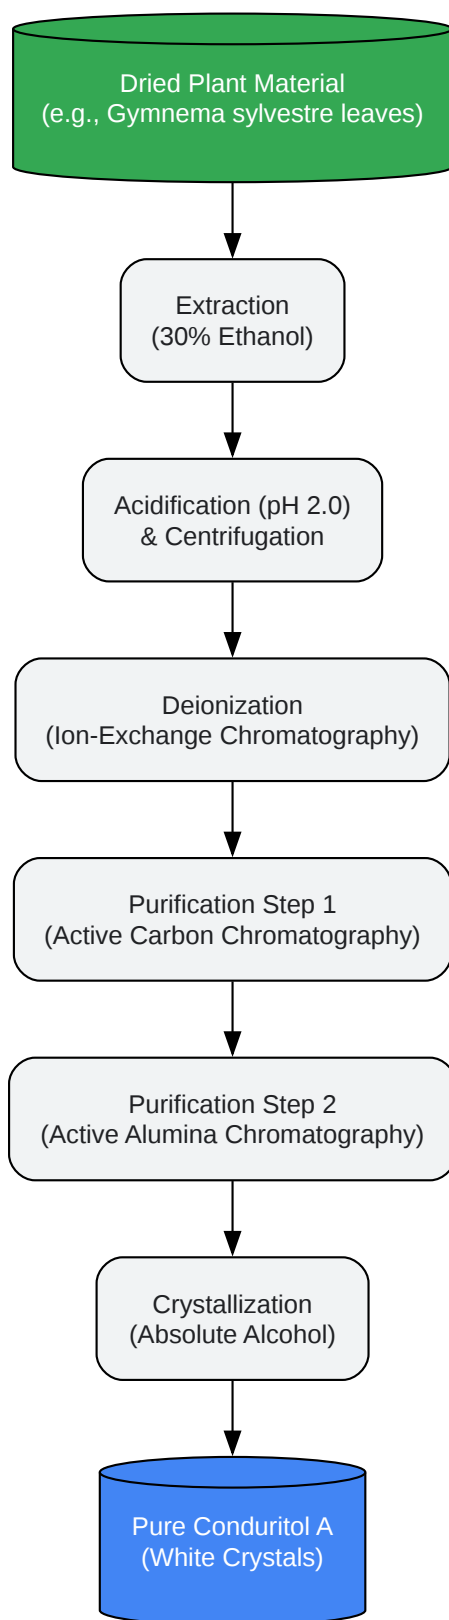 Dried Plant Material
(e.g., Gymnema sylvestre leaves)
Extraction
(30% Ethanol)
Acidification (pH 2.0)
& Centrifugation
Deionization
(Ion-Exchange Chromatography)
Purification Step 1
(Active Carbon Chromatography)
Purification Step 2
(Active Alumina Chromatography)
Crystallization
(Absolute Alcohol)
Pure Conduritol A
(White Crystals)